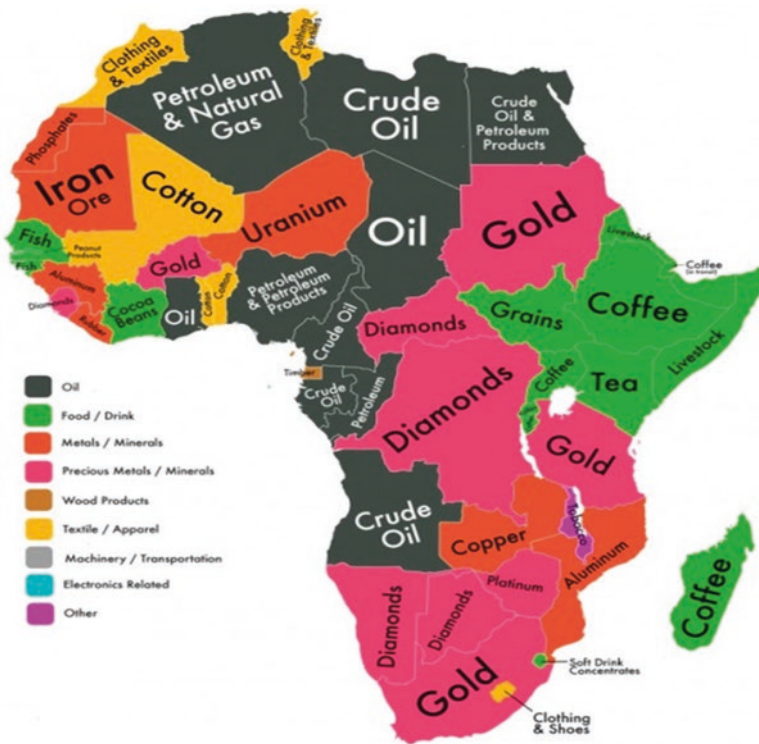 Clothing
& Textiles
Clothing
& Textiles
Petroleum
& Natural
Gas
Crude
Oil
Crude
Oil &
Petroleum
Products
Phosphates
Iron
Ore
Cotton
Uranium
Oil
Gold
Fish
Peanut
Products
Fish
Aluminum
Diamonds
Rubber
Cocoa
Beans
Gold
Oil
Cotton
Cotton
Petroleum
& Petroleum
Products
Crude Oil
Diamonds
Livestock
Coffee
(in transit)
Grains
Coffee
Livestock
Timber
Crude
Oil
Petroleum
Diamonds
Coffee
Tea
Gold
Crude
Oil
Copper
Tobacco
Aluminum
Coffee
Diamonds
Diamonds
Platinum
Gold
Soft Drink
Concentrates
Clothing
& Shoes
Oil
Food / Drink
Metals / Minerals
Precious Metals / Minerals
Wood Products
Textile / Apparel
Machinery / Transportation
Electronics Related
Other